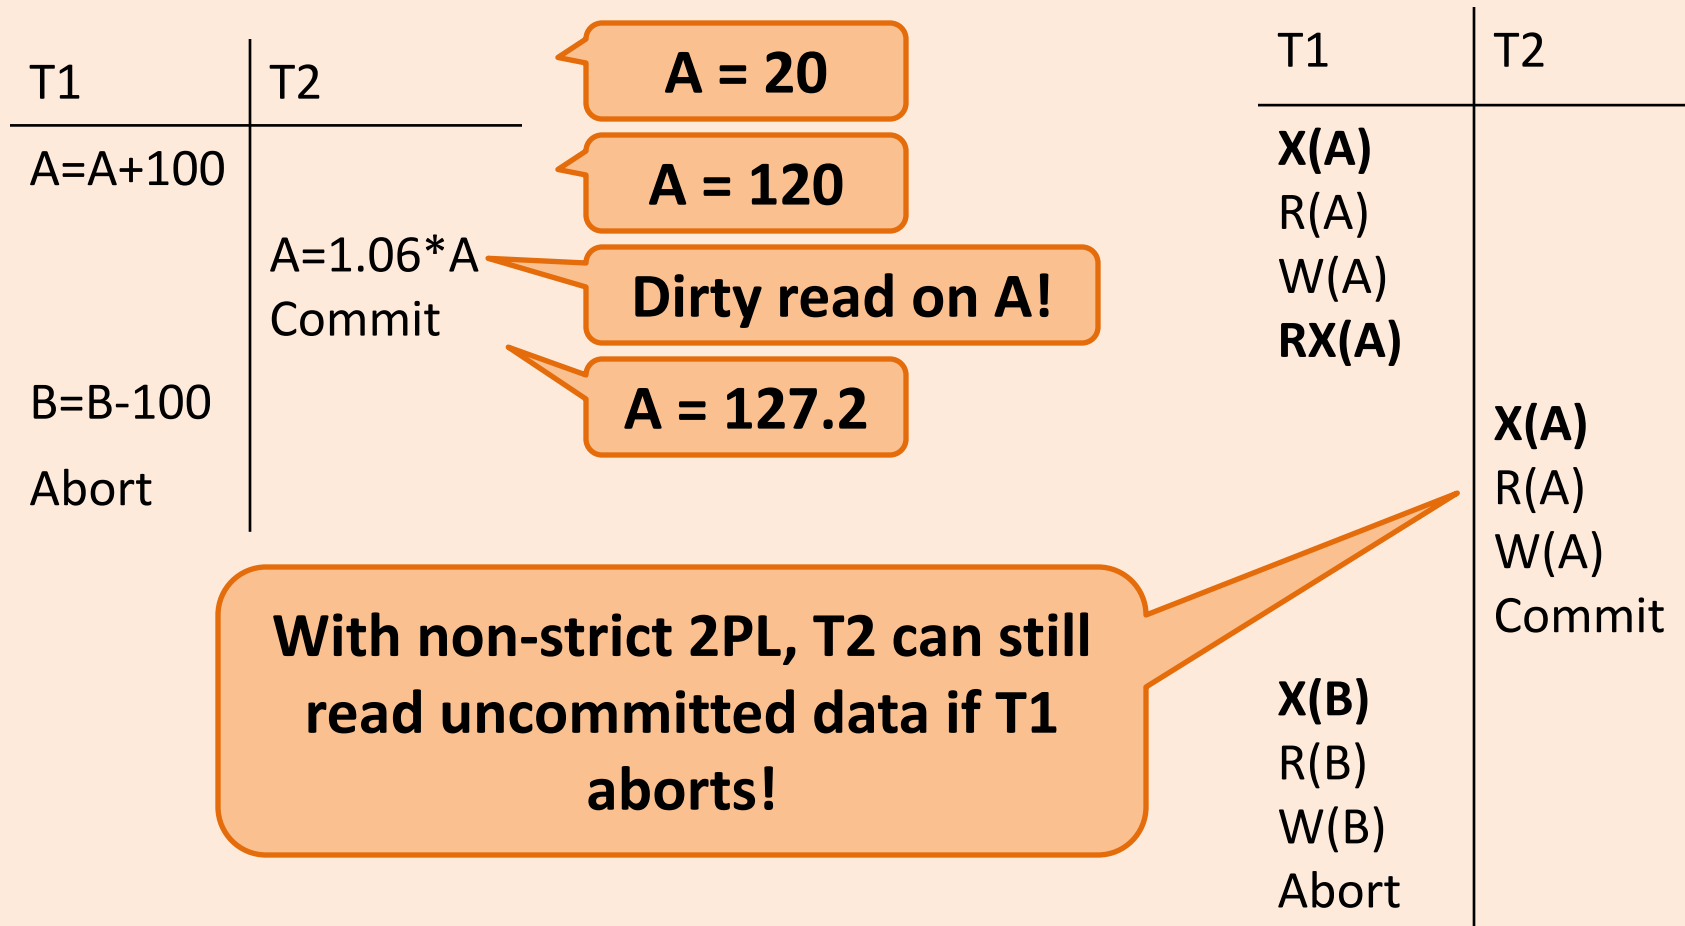 T1
T2
A=A+100
A=1.06*A
Commit
B=B-100
Abort
A = 20
A = 120
Dirty read on A!
A = 127.2
With non-strict 2PL, T2 can still
read uncommitted data if T1
aborts!
T1
T2
X(A)
R(A)
W(A)
RX(A)
X(A)
R(A)
W(A)
Commit
X(B)
R(B)
W(B)
Abort